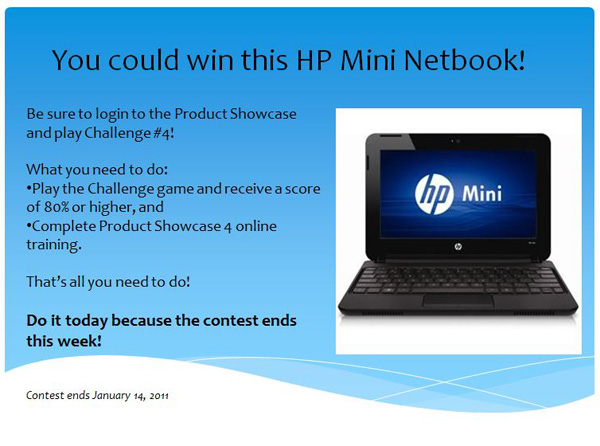 You could win this HP Mini Netbook!
Be sure to login to the Product Showcase
and play Challenge #4!
What you need to do:
•Play the Challenge game and receive a score
of 80% or higher, and
•Complete Product Showcase 4 online
training.
That's all you need to do!
Do it today because the contest ends
this week!
Contest ends January 14, 2011
hp Mini
hp